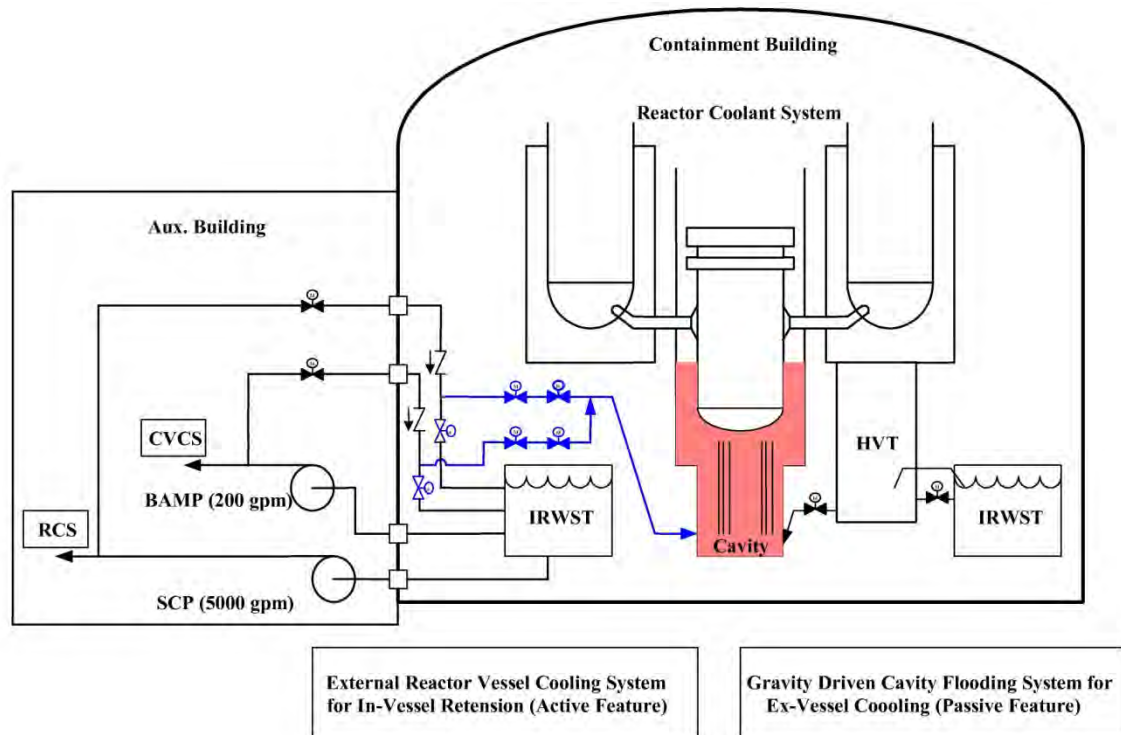 Containment Building
Reactor Coolant System
Aux. Building
CVCS
BAMP (200 gpm)
RCS
SCP (5000 gpm)
IRWST
Cavity
HVT
IRWST
External Reactor Vessel Cooling System
for In-Vessel Retension (Active Feature)
Gravity Driven Cavity Flooding System for
Ex-Vessel Coooling (Passive Feature)